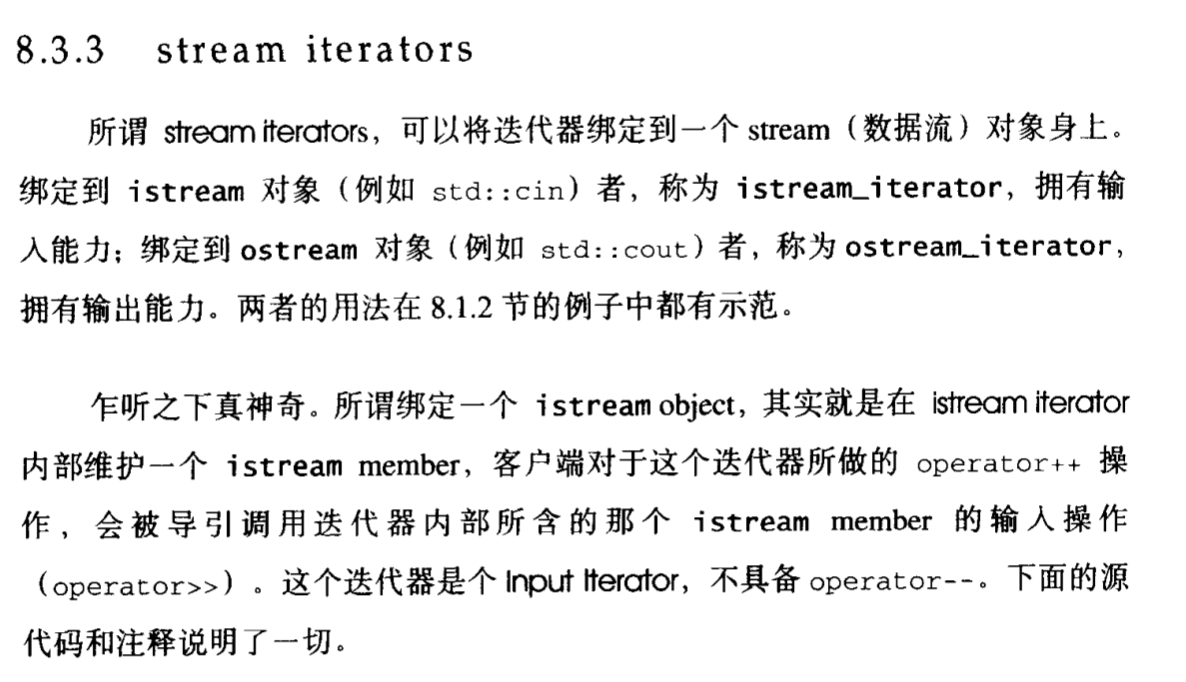 8.3.3 stream iterators
所谓 stream iterators，可以将迭代器绑定到一个 stream（数据流）对象身上。
绑定到 istream 对象（例如 std::cin）者，称为 istream_iterator，拥有输
入能力；绑定到 ostream 对象（例如 std::cout）者，称为 ostream_iterator，
拥有输出能力。两者的用法在 8.1.2 节的例子中都有示范。
乍听之下真神奇。所谓绑定一个 istream object，其实就是在 istream iterator
内部维护一个 istream member，客户端对于这个迭代器所做的 operator++ 操
作，会被导引调用迭代器内部所含的那个 istream member 的输入操作
（operator>>）。这个迭代器是个 Input Iterator，不具备 operator--。下面的源
代码和注释说明了一切。